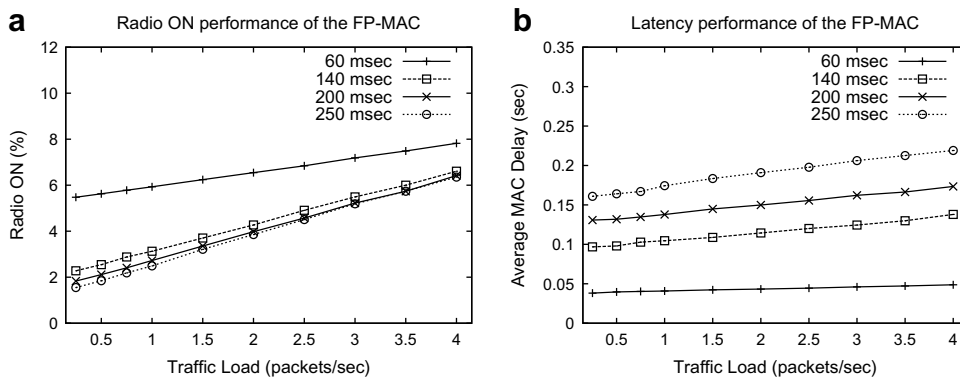 a
Radio ON performance of the FP-MAC
12
10
8
6
4
2
0
Radio ON (%)
60 msec
140 msec
200 msec
250 msec
0.5 1 1.5 2 2.5 3 3.5 4
Traffic Load (packets/sec)
b
Latency performance of the FP-MAC
0.35
0.3
0.25
0.2
0.15
0.1
0.05
0
Average MAC Delay (sec)
60 msec
140 msec
200 msec
250 msec
0.5 1 1.5 2 2.5 3 3.5 4
Traffic Load (packets/sec)